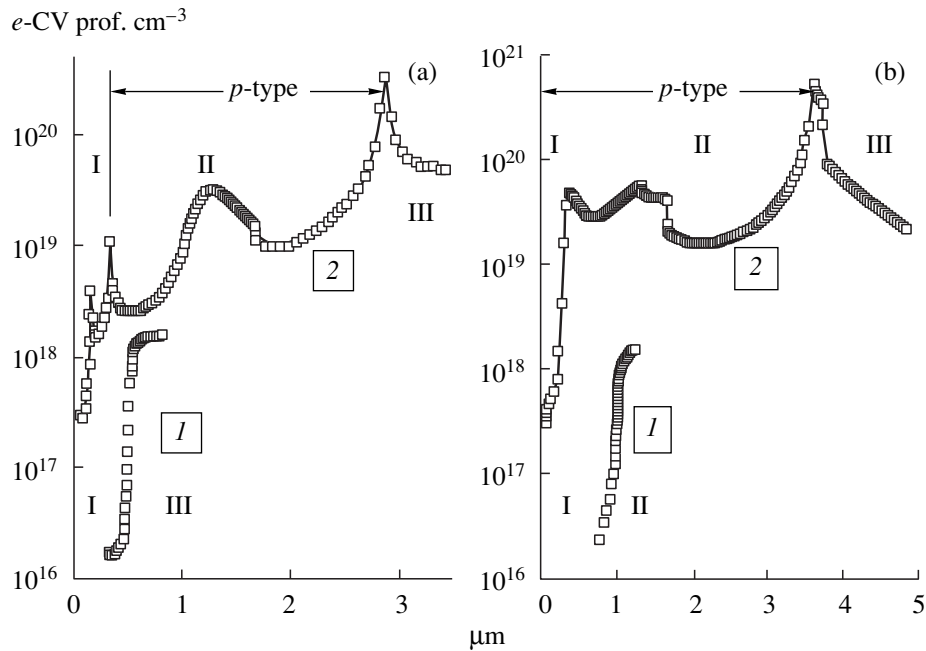 e-CV prof. cm⁻³
(a)
p-type
10²⁰
I
II
III
10¹⁹
2
10¹⁸
1
10¹⁷
I
III
10¹⁶
0
1
2
3
10²¹
(b)
p-type
I
10²⁰
II
III
10¹⁹
2
10¹⁸
1
10¹⁷
I
II
10¹⁶
0
1
2
3
4
5
μm